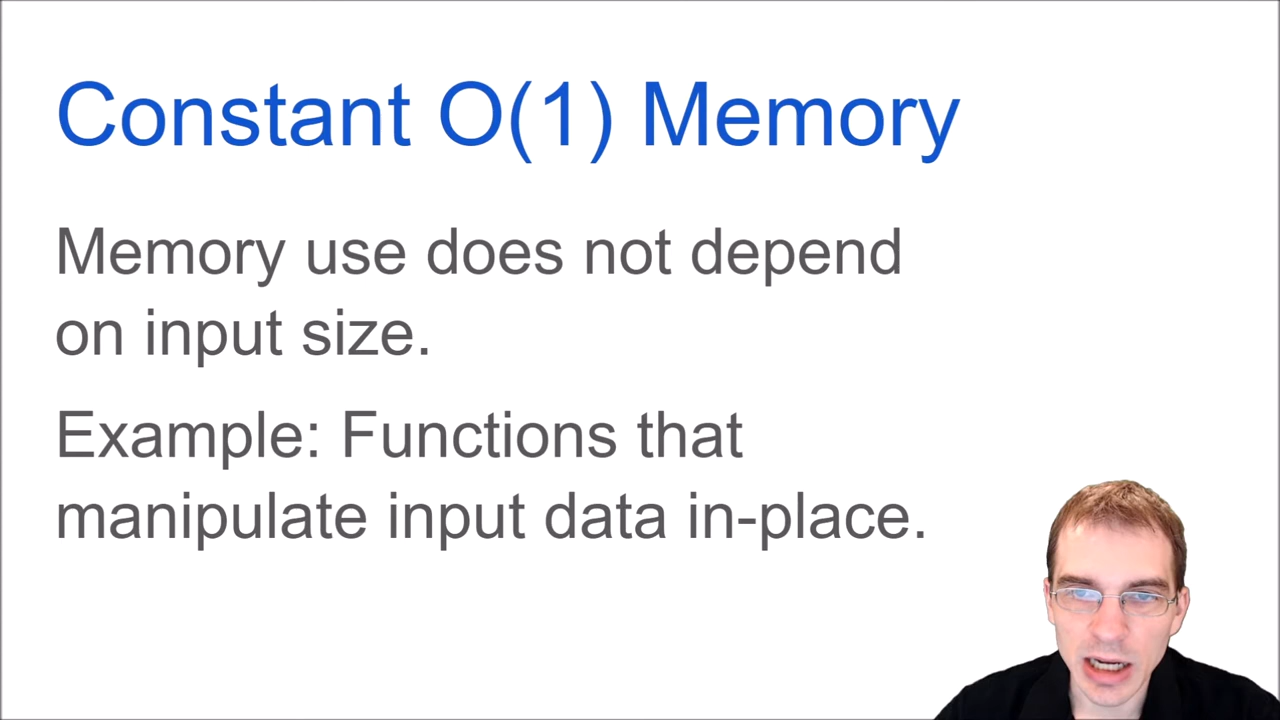 Constant O(1) Memory
Memory use does not depend
on input size.
Example: Functions that
manipulate input data in-place.